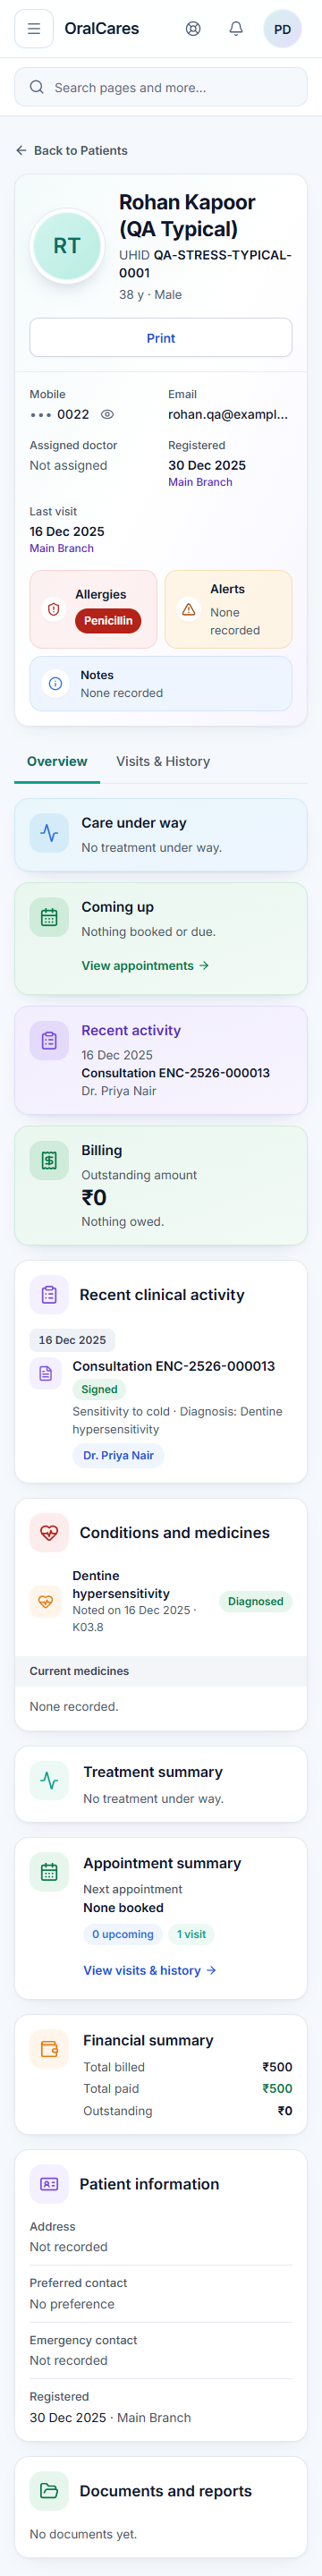 OralCares
PD
Search pages and more...
Back to Patients
RT
Rohan Kapoor
(QA Typical)
UHID QA-STRESS-TYPICAL-
0001
38 y · Male
Print
Mobile
••• 0022
Email
rohan.qa@exampl...
Assigned doctor
Not assigned
Registered
30 Dec 2025
Main Branch
Last visit
16 Dec 2025
Main Branch
Allergies
Penicillin
Alerts
None
recorded
Notes
None recorded
Overview
Visits & History
Care under way
No treatment under way.
Coming up
Nothing booked or due.
View appointments →
Recent activity
16 Dec 2025
Consultation ENC-2526-000013
Dr. Priya Nair
Billing
Outstanding amount
₹0
Nothing owed.
Recent clinical activity
16 Dec 2025
Consultation ENC-2526-000013
Signed
Sensitivity to cold · Diagnosis: Dentine
hypersensitivity
Dr. Priya Nair
Conditions and medicines
Dentine
hypersensitivity
Noted on 16 Dec 2025 ·
K03.8
Diagnosed
Current medicines
None recorded.
Treatment summary
No treatment under way.
Appointment summary
Next appointment
None booked
0 upcoming
1 visit
View visits & history →
Financial summary
Total billed ₹500
Total paid ₹500
Outstanding ₹0
Patient information
Address
Not recorded
Preferred contact
No preference
Emergency contact
Not recorded
Registered
30 Dec 2025 · Main Branch
Documents and reports
No documents yet.